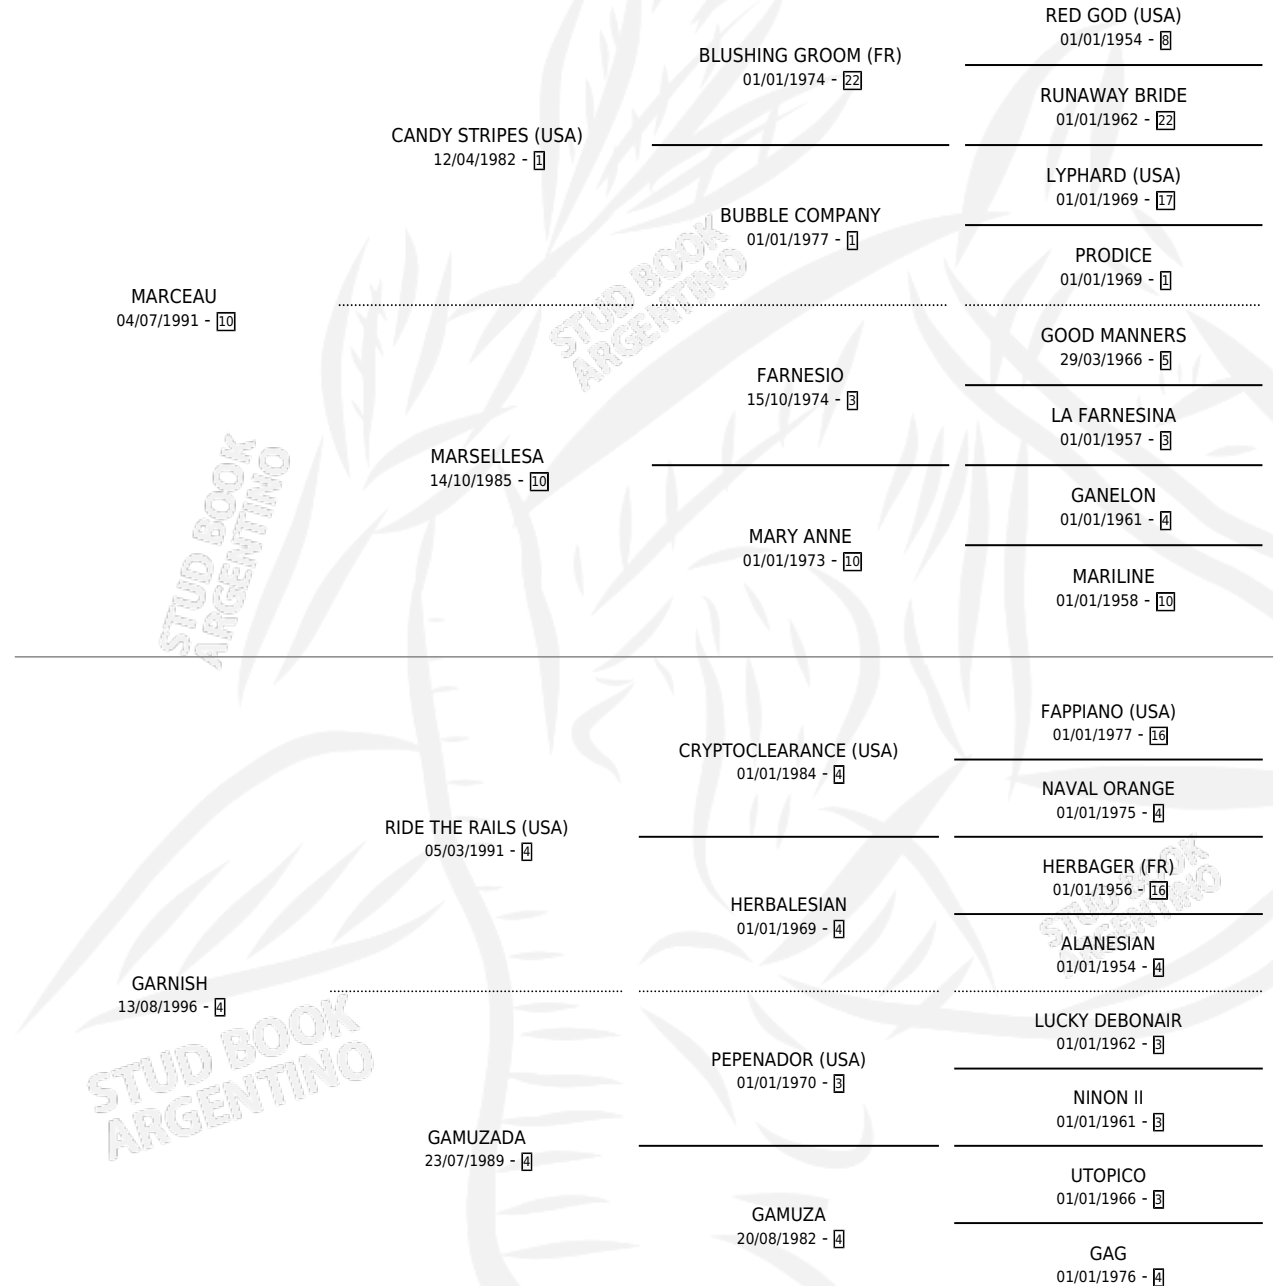 RED GOD (USA)
01/01/1954 - 8
BLUSHING GROOM (FR)
01/01/1974 - 22
RUNAWAY BRIDE
01/01/1962 - 22
CANDY STRIPES (USA)
12/04/1982 - 1
LYPHARD (USA)
01/01/1969 - 17
BUBBLE COMPANY
01/01/1977 - 1
PRODICE
01/01/1969 - 1
MARCEAU
04/07/1991 - 10
GOOD MANNERS
29/03/1966 - 5
FARNESIO
15/10/1974 - 3
LA FARNESINA
01/01/1957 - 3
MARSELLESA
14/10/1985 - 10
GANELON
01/01/1961 - 4
MARY ANNE
01/01/1973 - 10
MARILINE
01/01/1958 - 10
FAPPIANO (USA)
01/01/1977 - 16
CRYPTOCLEARANCE (USA)
01/01/1984 - 4
NAVAL ORANGE
01/01/1975 - 4
RIDE THE RAILS (USA)
05/03/1991 - 4
HERBAGER (FR)
01/01/1956 - 16
HERBALESIAN
01/01/1969 - 4
ALANESIAN
01/01/1954 - 4
GARNISH
13/08/1996 - 4
LUCKY DEBONAIR
01/01/1962 - 3
PEPENADOR (USA)
01/01/1970 - 3
NINON II
01/01/1961 - 3
GAMUZADA
23/07/1989 - 4
UTOPICO
01/01/1966 - 3
GAMUZA
20/08/1982 - 4
GAG
01/01/1976 - 4
STUD BOOK
ARGENTINO
STUD BOOK
ARGENTINO
STUD BOOK
ARGENTINO
STUD BOOK
ARGENTINO